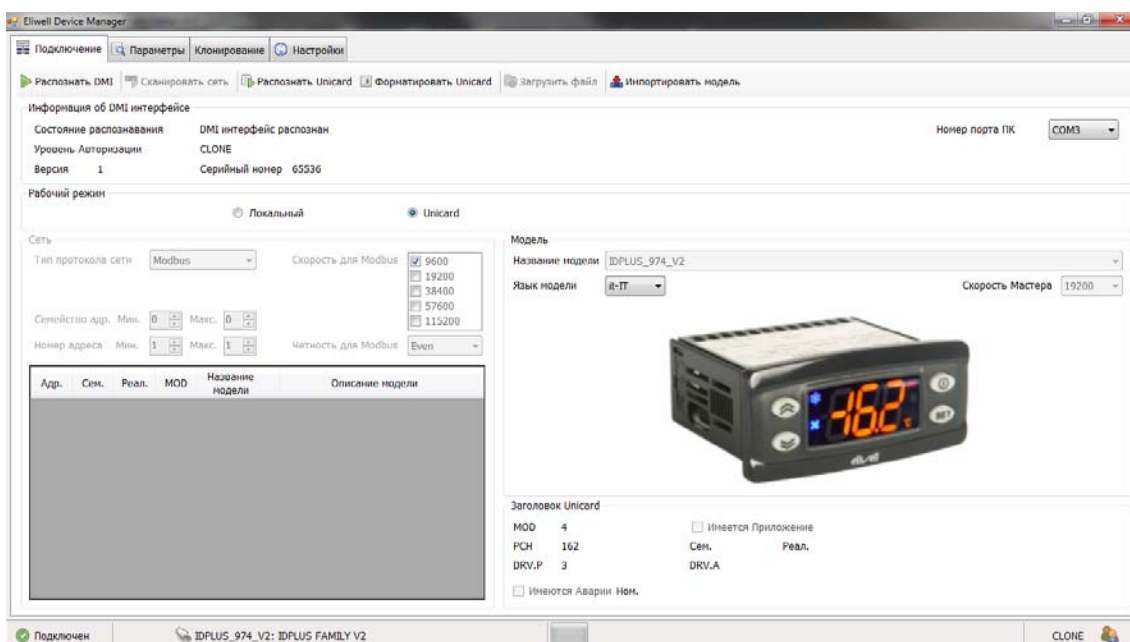 Eliwell Device Manager
Подключение Параметры Клонирование Настройки
Распознать DMI Сканировать сеть Распознать Unicard Форматировать Unicard Загрузить файл Импортировать модель
Информация об DMI интерфейсе
Состояние распознавания DMI интерфейс распознан Номер порта ПК COM3
Уровень Авторизации CLONE
Версия 1 Серийный номер 65536
Рабочий режим
Локальный Unicard
Сеть
Тип протокола сети Modbus Скорость для Modbus 9600
19200
38400
57600
115200
Семейство адр. Мин. 0 Макс. 0
Номер адреса Мин. 1 Макс. 1 Четность для Modbus Even
Адр. Сем. Реал. MOD Название модели Описание модели
Модель
Название модели IDPLUS_974_V2
Язык модели it-IT Скорость Мастера 19200
-16.2 °C
SET
eliwell
Заголовок Unicard
MOD 4 Имеется Приложение
PCH 162 Сем. Реал.
DRV.P 3 DRV.A
Имеются Аварии Ном.
Подключен IDPLUS_974_V2: IDPLUS FAMILY V2 CLONE